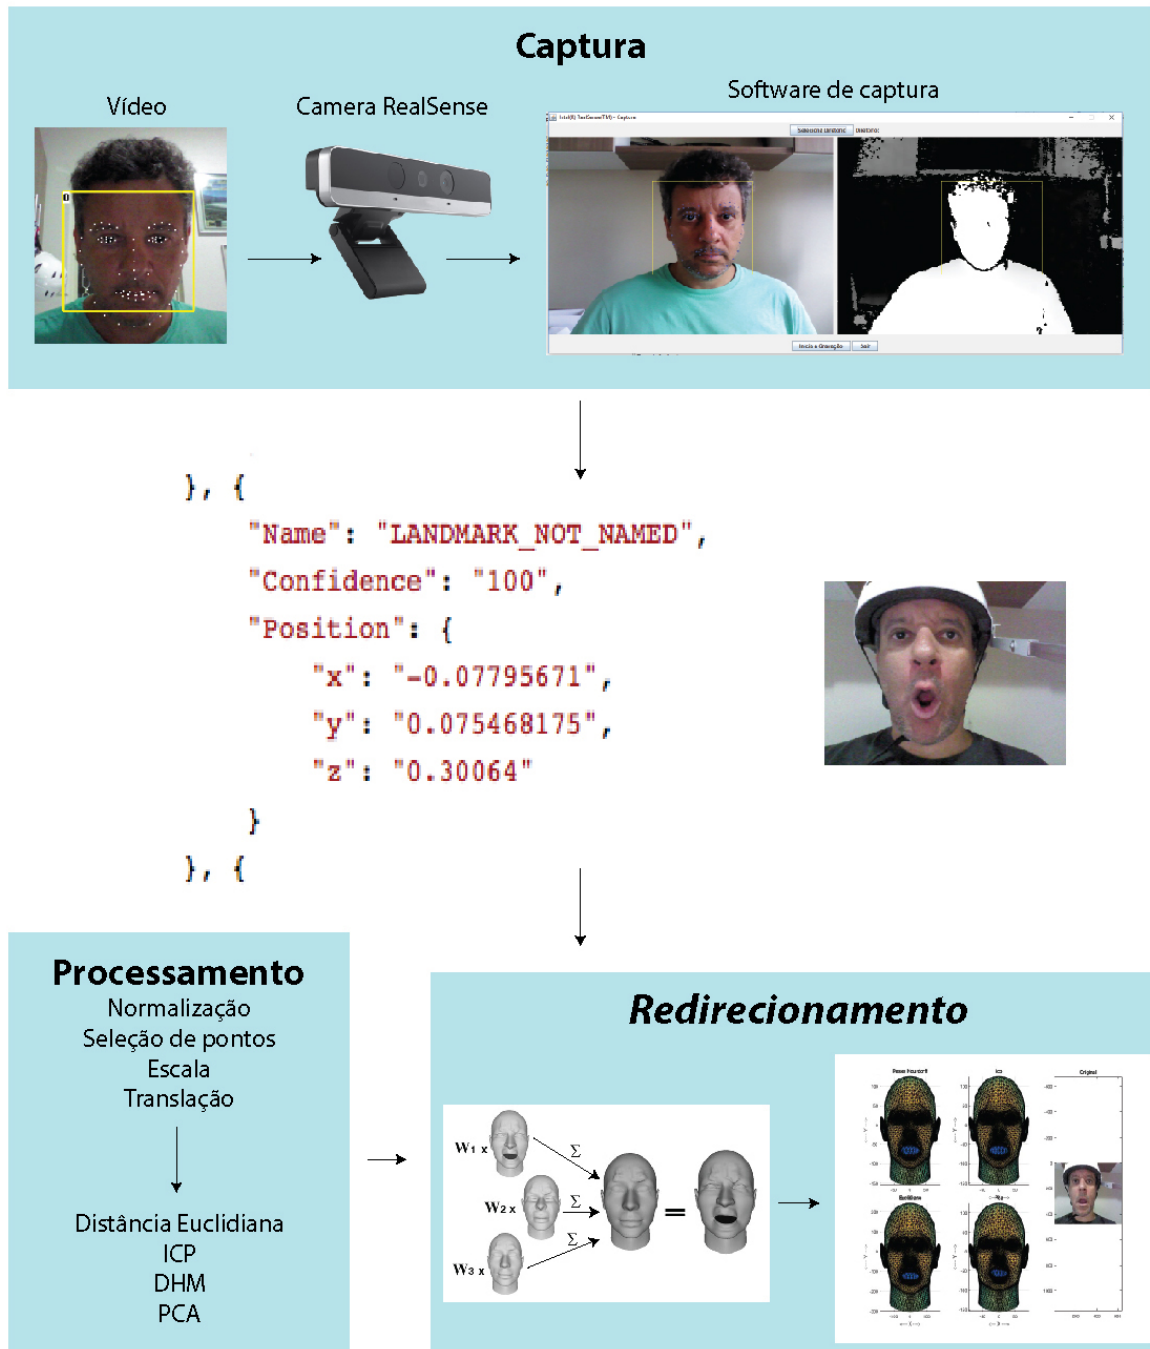 Captura
Vídeo
Camera RealSense
Software de captura
}, {
"Name": "LANDMARK_NOT_NAMED",
"Confidence": "100",
"Position": {
"x": "-0.07795671",
"y": "0.075468175",
"z": "0.30064"
}
}, {
Processamento
Normalização
Seleção de pontos
Escala
Translação
Distância Euclidiana
ICP
DHM
PCA
Redirecionamento
W1 x
Σ
W2 x
Σ
=
W3 x
Σ
Original
Euclidiana